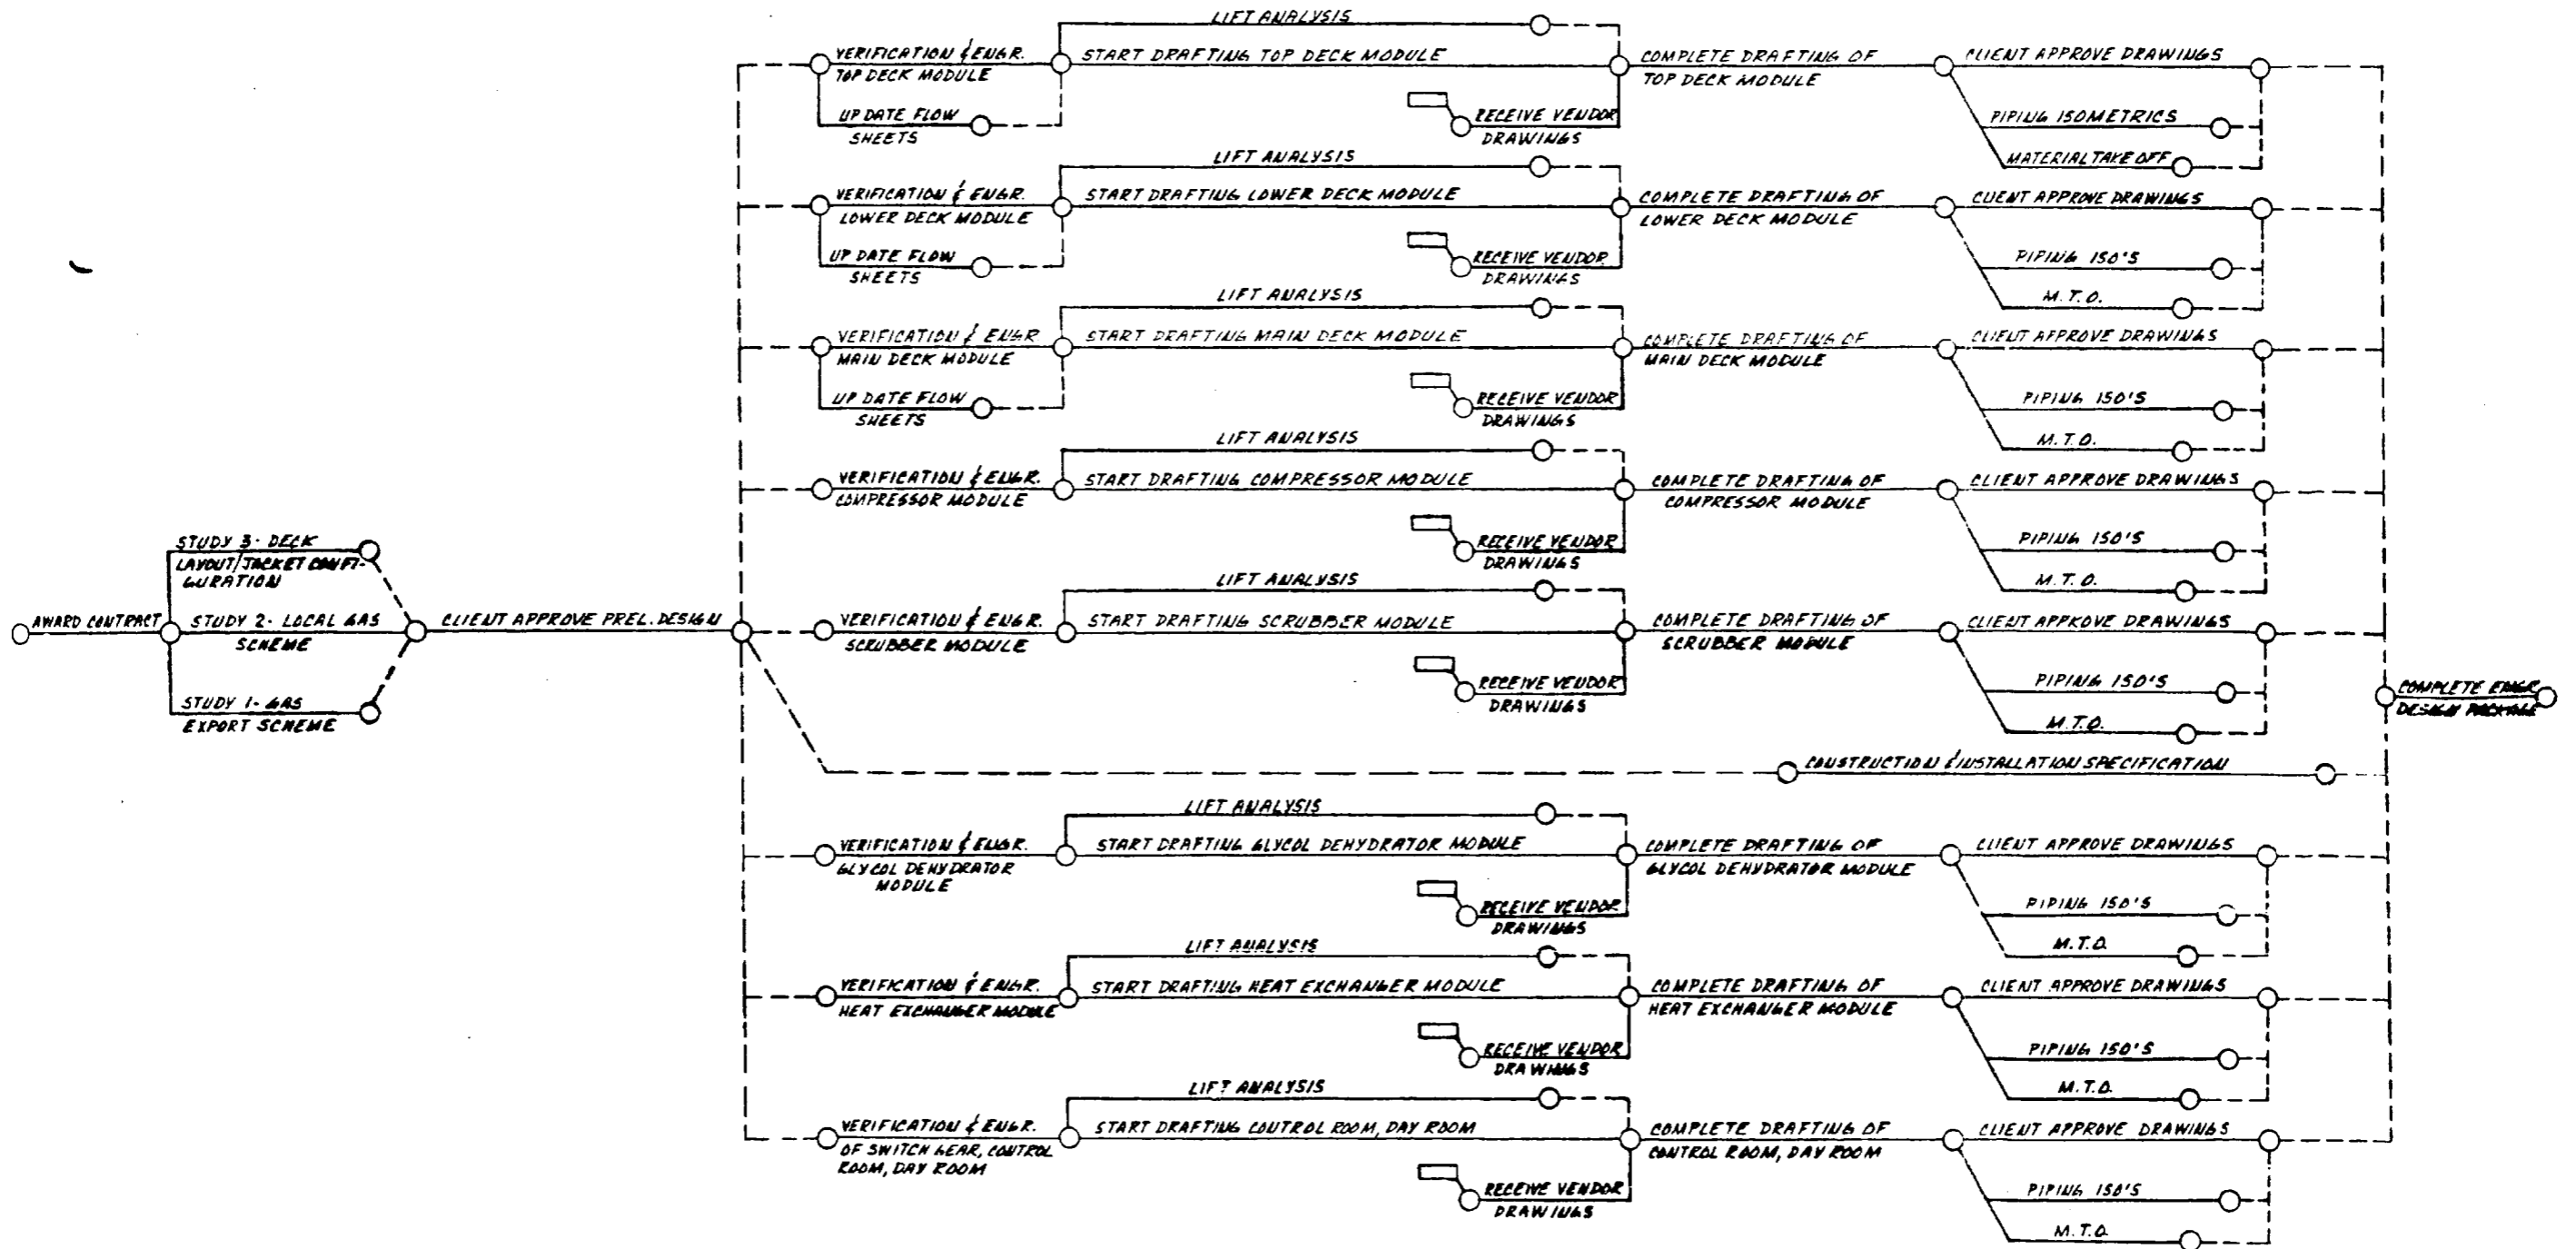 LIFT ANALYSIS
VERIFICATION & ENGR.
TOP DECK MODULE
START DRAFTING TOP DECK MODULE
COMPLETE DRAFTING OF
TOP DECK MODULE
CLIENT APPROVE DRAWINGS
UP DATE FLOW
SHEETS
RECEIVE VENDOR
DRAWINGS
PIPING ISOMETRICS
MATERIAL TAKE OFF
LIFT ANALYSIS
VERIFICATION & ENGR.
LOWER DECK MODULE
START DRAFTING LOWER DECK MODULE
COMPLETE DRAFTING OF
LOWER DECK MODULE
CLIENT APPROVE DRAWINGS
UP DATE FLOW
SHEETS
RECEIVE VENDOR
DRAWINGS
PIPING ISO'S
M.T.O.
LIFT ANALYSIS
VERIFICATION & ENGR
MAIN DECK MODULE
START DRAFTING MAIN DECK MODULE
COMPLETE DRAFTING OF
MAIN DECK MODULE
CLIENT APPROVE DRAWINGS
UP DATE FLOW
SHEETS
RECEIVE VENDOR
DRAWINGS
PIPING ISO'S
M.T.O.
LIFT ANALYSIS
VERIFICATION & ENGR.
COMPRESSOR MODULE
START DRAFTING COMPRESSOR MODULE
COMPLETE DRAFTING OF
COMPRESSOR MODULE
CLIENT APPROVE DRAWINGS
RECEIVE VENDOR
DRAWINGS
PIPING ISO'S
M.T.O.
STUDY 3- DECK
LAYOUT/JACKET CONFI-
GURATION
AWARD CONTRACT
STUDY 2- LOCAL GAS
SCHEME
STUDY 1- GAS
EXPORT SCHEME
CLIENT APPROVE PREL. DESIGN
LIFT ANALYSIS
VERIFICATION & ENGR.
SCRUBBER MODULE
START DRAFTING SCRUBBER MODULE
COMPLETE DRAFTING OF
SCRUBBER MODULE
CLIENT APPROVE DRAWINGS
RECEIVE VENDOR
DRAWINGS
PIPING ISO'S
M.T.O.
COMPLETE ENGR
DESIGN PACKAGE
CONSTRUCTION & INSTALLATION SPECIFICATION
LIFT ANALYSIS
VERIFICATION & ENGR.
GLYCOL DEHYDRATOR
MODULE
START DRAFTING GLYCOL DEHYDRATOR MODULE
COMPLETE DRAFTING OF
GLYCOL DEHYDRATOR MODULE
CLIENT APPROVE DRAWINGS
RECEIVE VENDOR
DRAWINGS
PIPING ISO'S
M.T.O.
LIFT ANALYSIS
VERIFICATION & ENGR.
HEAT EXCHANGER MODULE
START DRAFTING HEAT EXCHANGER MODULE
COMPLETE DRAFTING OF
HEAT EXCHANGER MODULE
CLIENT APPROVE DRAWINGS
RECEIVE VENDOR
DRAWINGS
PIPING ISO'S
M.T.O.
LIFT ANALYSIS
VERIFICATION & ENGR.
OF SWITCH GEAR, CONTROL
ROOM, DAY ROOM
START DRAFTING CONTROL ROOM, DAY ROOM
COMPLETE DRAFTING OF
CONTROL ROOM, DAY ROOM
CLIENT APPROVE DRAWINGS
RECEIVE VENDOR
DRAWINGS
PIPING ISO'S
M.T.O.